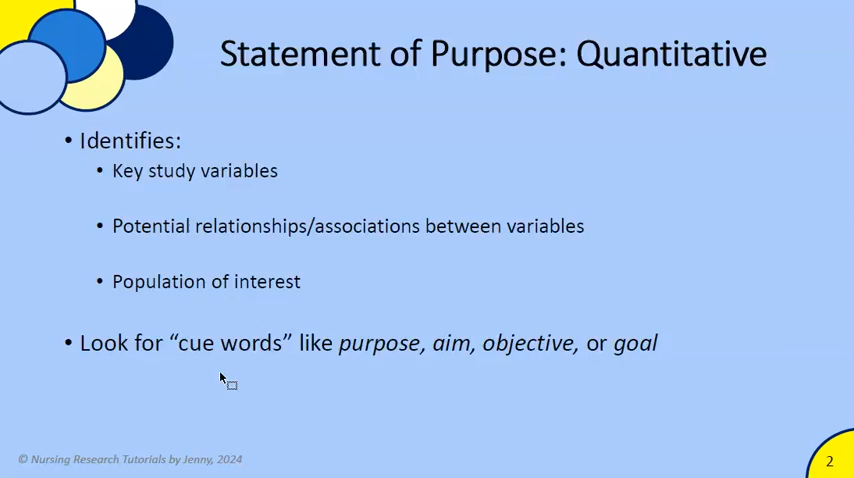 Statement of Purpose: Quantitative
• Identifies:
• Key study variables
• Potential relationships/associations between variables
• Population of interest
• Look for “cue words” like purpose, aim, objective, or goal
© Nursing Research Tutorials by Jenny, 2024
2